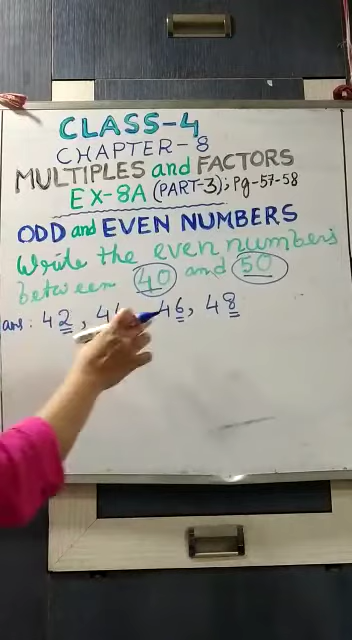 CLASS-4
CHAPTER-8
MULTIPLES and FACTORS
EX-8A (PART-3); Pg-57-58
ODD and EVEN NUMBERS
Write the even numbers
between 40 and 50
ans: 42, 46, 48